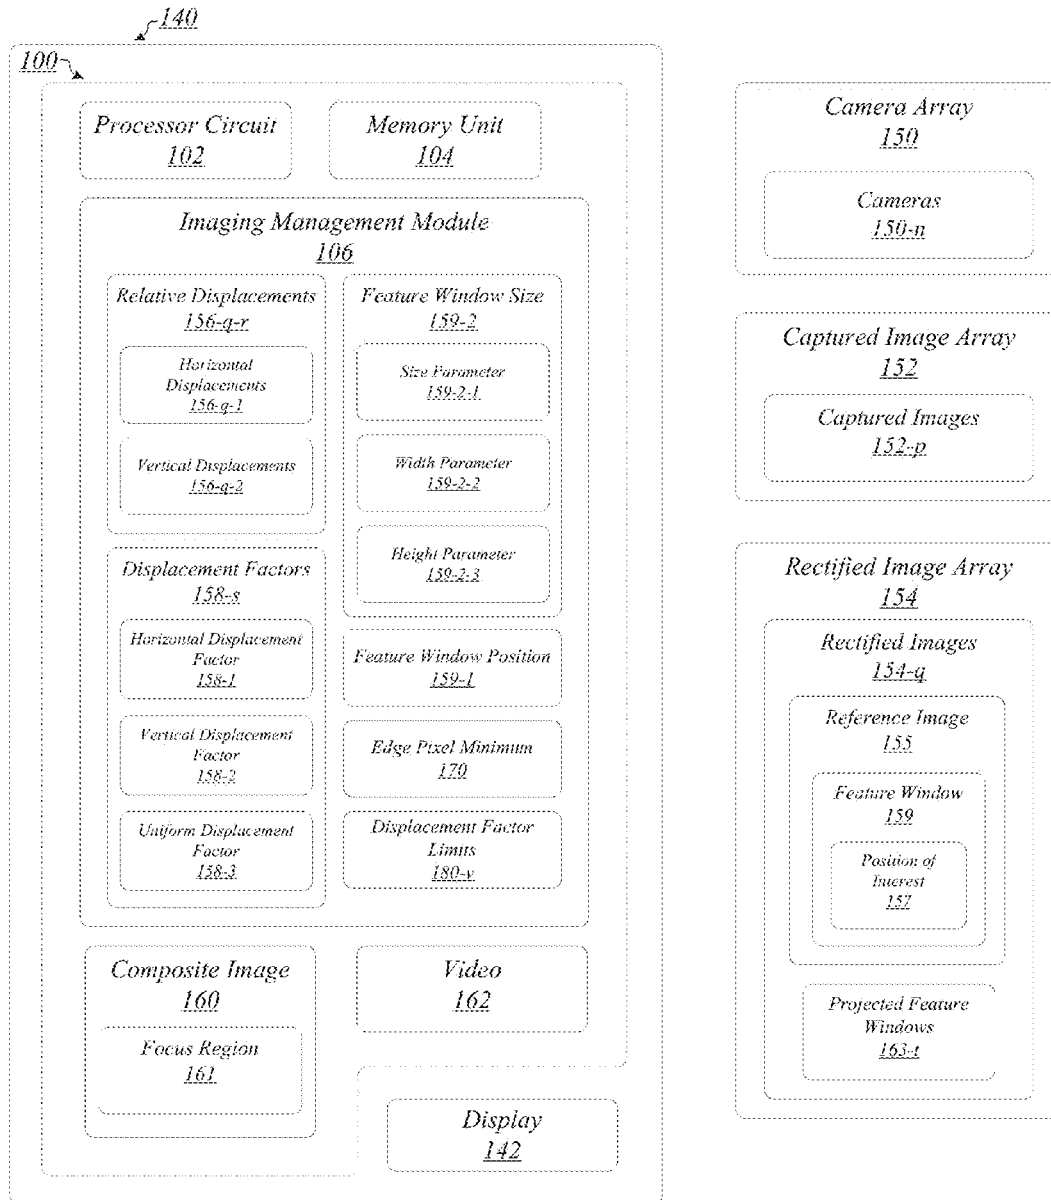 140
100
Processor Circuit
102
Memory Unit
104
Imaging Management Module
106
Relative Displacements
156-q-r
Horizontal
Displacements
156-q-1
Vertical Displacements
156-q-2
Displacement Factors
158-s
Horizontal Displacement
Factor
158-1
Vertical Displacement
Factor
158-2
Uniform Displacement
Factor
158-3
Feature Window Size
159-2
Size Parameter
159-2-1
Width Parameter
159-2-2
Height Parameter
159-2-3
Feature Window Position
159-1
Edge Pixel Minimum
170
Displacement Factor
Limits
180-v
Composite Image
160
Focus Region
161
Video
162
Display
142
Camera Array
150
Cameras
150-n
Captured Image Array
152
Captured Images
152-p
Rectified Image Array
154
Rectified Images
154-q
Reference Image
155
Feature Window
159
Position of
Interest
157
Projected Feature
Windows
163-t